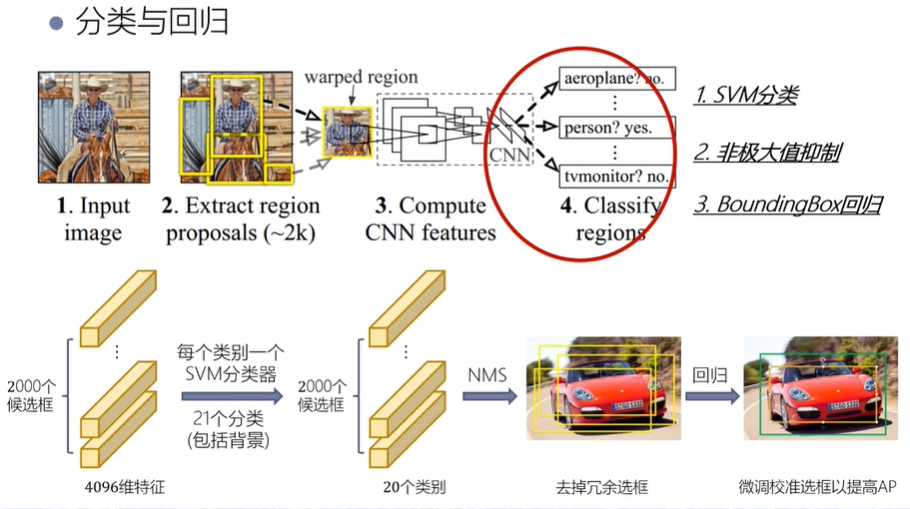 分类与回归
warped region
aeroplane? no.
person? yes.
CNN
tvmonitor? no.
1. Input
image
2. Extract region
proposals (~2k)
3. Compute
CNN features
4. Classify
regions
1. SVM分类
2. 非极大值抑制
3. BoundingBox回归
2000个
候选框
4096维特征
每个类别一个
SVM分类器
21个分类
(包括背景)
2000个
候选框
20个类别
NMS
去掉冗余选框
回归
微调校准选框以提高AP